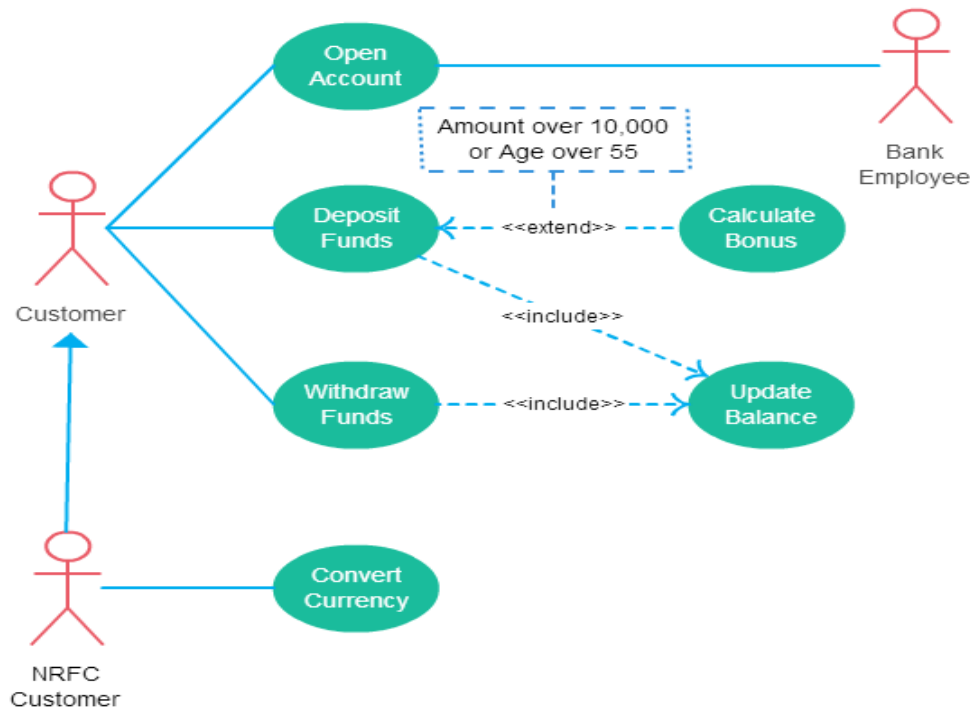 Open
Account
Amount over 10,000
or Age over 55
Bank
Employee
Customer
Deposit
Funds
<<extend>>
Calculate
Bonus
<<include>>
Withdraw
Funds
<<include>>
Update
Balance
Convert
Currency
NRFC
Customer